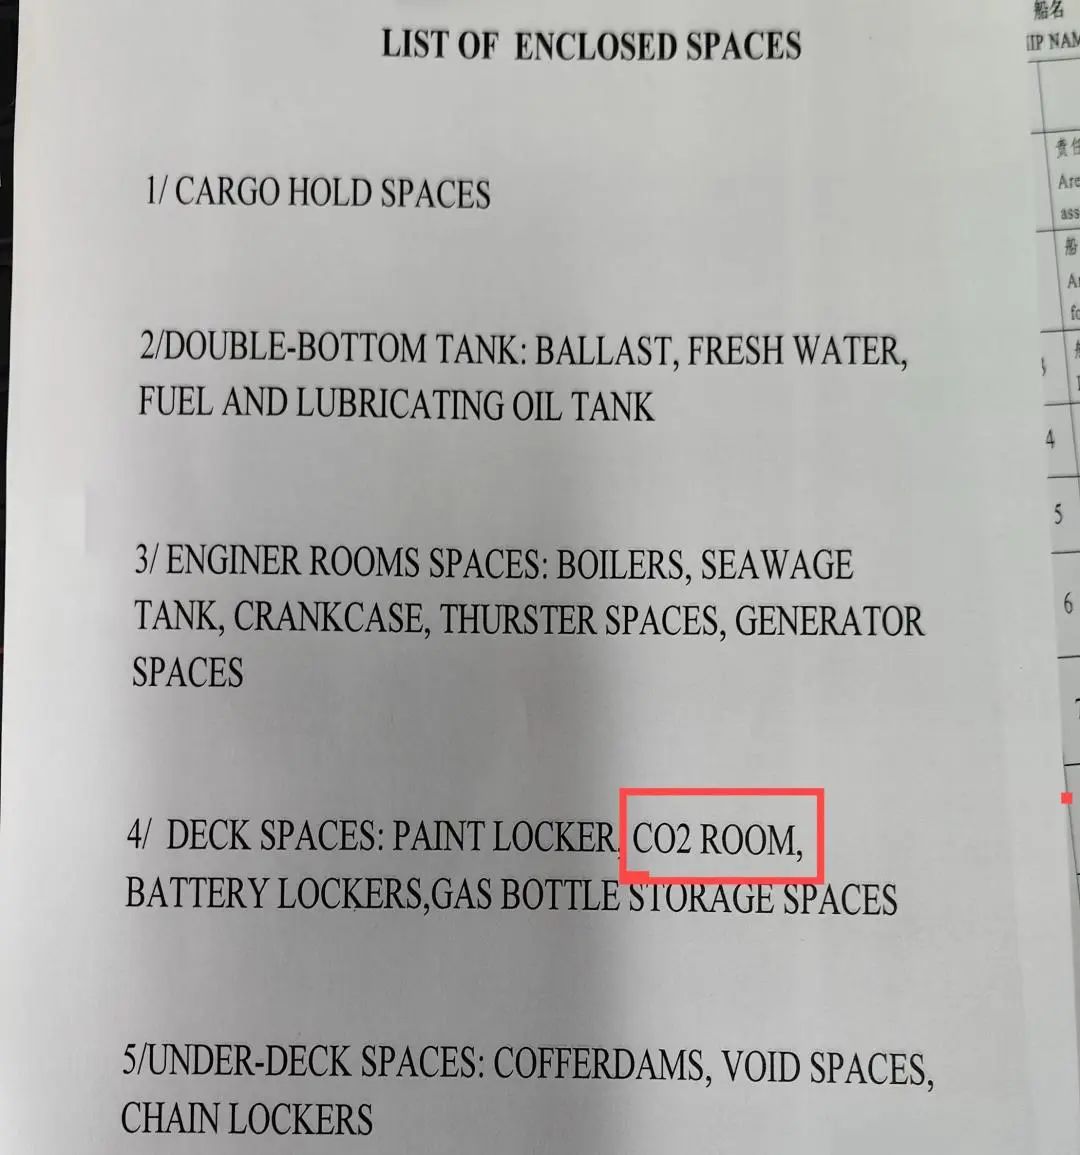 LIST OF ENCLOSED SPACES
1/ CARGO HOLD SPACES
2/DOUBLE-BOTTOM TANK: BALLAST, FRESH WATER,
FUEL AND LUBRICATING OIL TANK
3/ ENGINER ROOMS SPACES: BOILERS, SEAWAGE
TANK, CRANKCASE, THURSTER SPACES, GENERATOR
SPACES
4/ DECK SPACES: PAINT LOCKER, CO2 ROOM,
BATTERY LOCKERS,GAS BOTTLE STORAGE SPACES
5/UNDER-DECK SPACES: COFFERDAMS, VOID SPACES,
CHAIN LOCKERS
船名
4
5
6